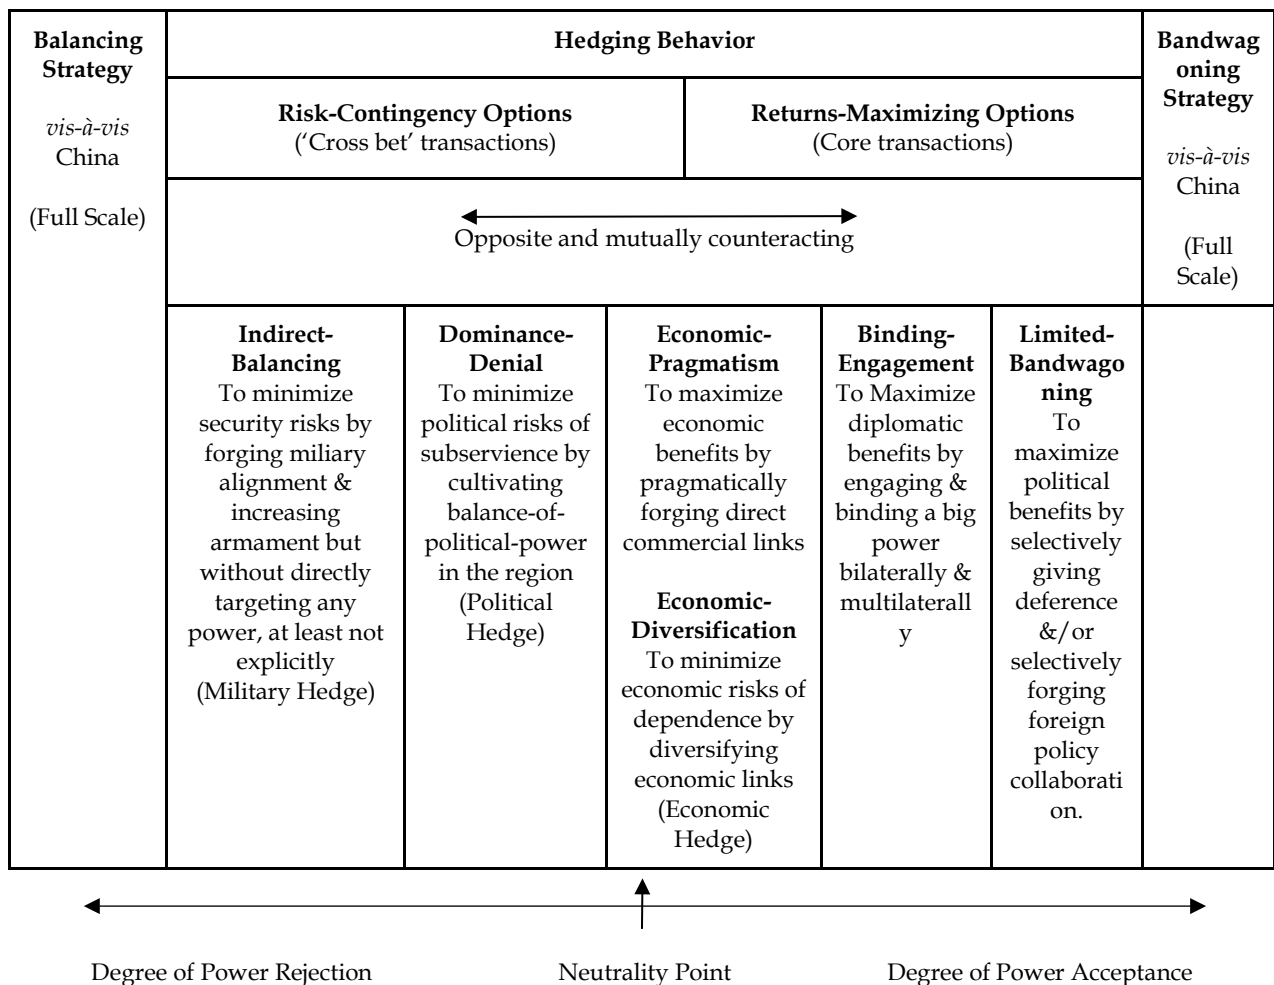 Balancing
Strategy
vis-à-vis
China
(Full Scale)
Hedging Behavior
Risk-Contingency Options
(‘Cross bet’ transactions)
Returns-Maximizing Options
(Core transactions)
Opposite and mutually counteracting
Bandwag
oning
Strategy
vis-à-vis
China
(Full
Scale)
Indirect-
Balancing
To minimize
security risks by
forging miliary
alignment &
increasing
armament but
without directly
targeting any
power, at least not
explicitly
(Military Hedge)
Dominance-
Denial
To minimize
political risks of
subservience by
cultivating
balance-of-
political-power
in the region
(Political
Hedge)
Economic-
Pragmatism
To maximize
economic
benefits by
pragmatically
forging direct
commercial links
Economic-
Diversification
To minimize
economic risks of
dependence by
diversifying
economic links
(Economic
Hedge)
Binding-
Engagement
To Maximize
diplomatic
benefits by
engaging &
binding a big
power
bilaterally &
multilaterall
y
Limited-
Bandwago
ning
To
maximize
political
benefits by
selectively
giving
deference
&/or
selectively
forging
foreign
policy
collaborati
on.
Degree of Power Rejection
Neutrality Point
Degree of Power Acceptance